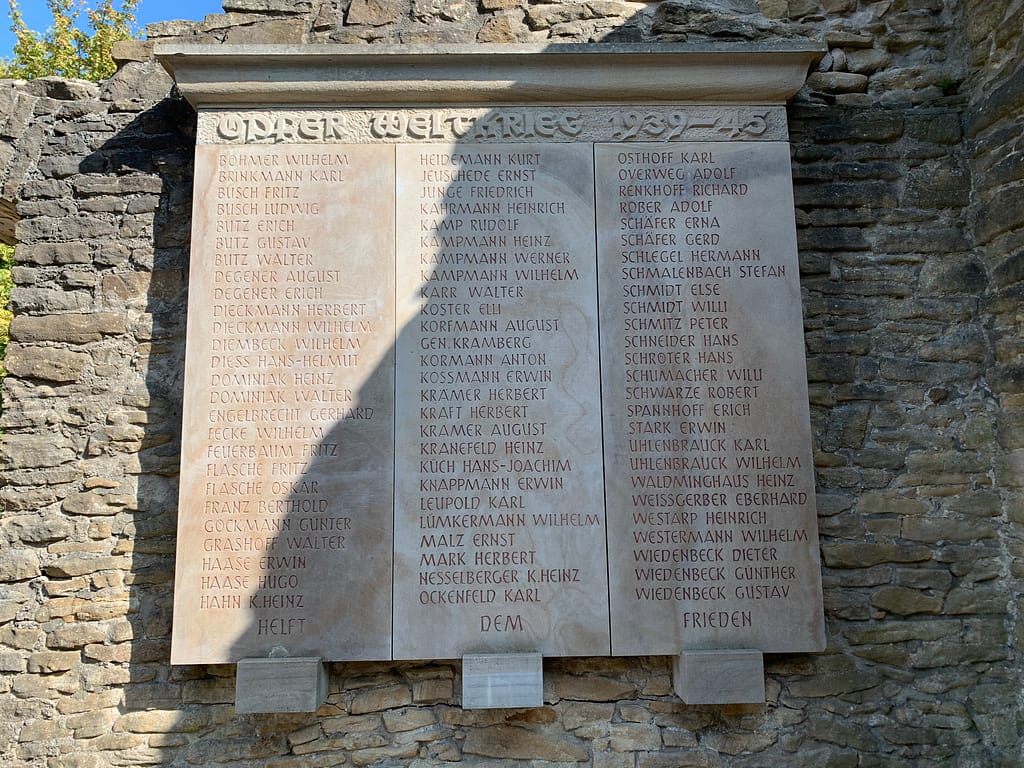 OPFER WELTKRIEG 1939–45
BÖHMER WILHELM
BRINKMANN KARL
BUSCH FRITZ
BUSCH LUDWIG
BUTZ ERICH
BUTZ GUSTAV
BUTZ WALTER
DEGENER AUGUST
DEGENER ERICH
DIECKMANN HERBERT
DIECKMANN WILHELM
DIEMBECK WILHELM
DIESS HANS-HELMUT
DOMINIAK HEINZ
DOMINIAK WALTER
ENGELBRECHT GERHARD
FECKE WILHELM
FEUERBAUM FRITZ
FLASCHE FRITZ
FLASCHE OSKAR
FRANZ BERTHOLD
GOCKMANN GÜNTER
GRASHOFF WALTER
HAASE ERWIN
HAASE HUGO
HAHN K.HEINZ
HELFT
HEIDEMANN KURT
JEUSCHEDE ERNST
JUNGE FRIEDRICH
KAHRMANN HEINRICH
KAMP RUDOLF
KAMPMANN HEINZ
KAMPMANN WERNER
KAMPMANN WILHELM
KARR WALTER
KÖSTER ELLI
KORFMANN AUGUST
GEN.KRAMBERG
KORMANN ANTON
KOSSMANN ERWIN
KRÄMER HERBERT
KRAFT HERBERT
KRAMER AUGUST
KRANEFELD HEINZ
KÜCH HANS-JOACHIM
KNAPPMANN ERWIN
LEUPOLD KARL
LÜMKERMANN WILHELM
MALZ ERNST
MARK HERBERT
NESSELBERGER K.HEINZ
OCKENFELD KARL
DEM
OSTHOFF KARL
OVERWEG ADOLF
RENKHOFF RICHARD
RÖBER ADOLF
SCHÄFER ERNA
SCHÄFER GERD
SCHLEGEL HERMANN
SCHMALENBACH STEFAN
SCHMIDT ELSE
SCHMIDT WILLI
SCHMITZ PETER
SCHNEIDER HANS
SCHRÖTER HANS
SCHUMACHER WILLI
SCHWARZE ROBERT
SPANNHOFF ERICH
STARK ERWIN
UHLENBRAUCK KARL
UHLENBRAUCK WILHELM
WALDMINGHAUS HEINZ
WEISSGERBER EBERHARD
WESTARP HEINRICH
WESTERMANN WILHELM
WIEDENBECK DIETER
WIEDENBECK GÜNTHER
WIEDENBECK GUSTAV
FRIEDEN